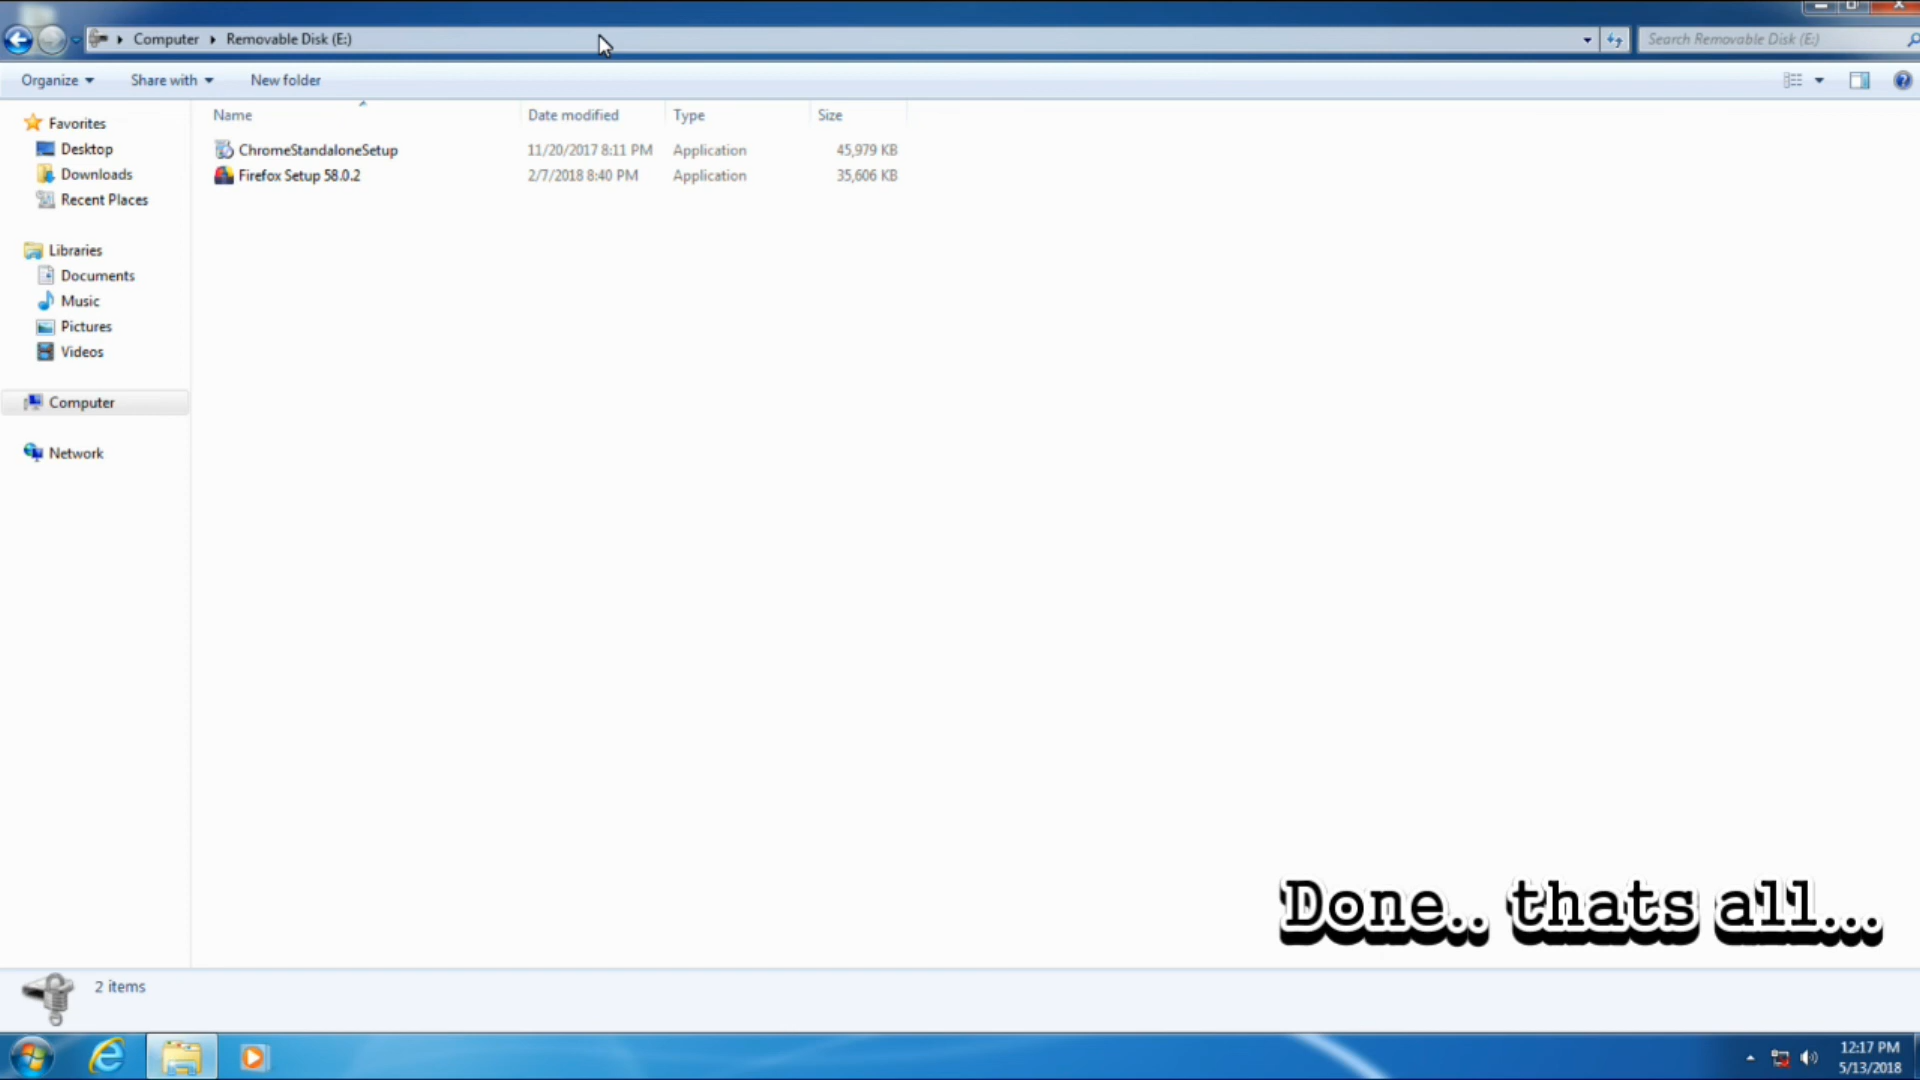 Computer
Removable Disk (E:)
Search Removable Disk (E:)
Organize
Share with
New folder
Name
Date modified
Type
Size
Favorites
Desktop
Downloads
Recent Places
Libraries
Documents
Music
Pictures
Videos
Computer
Network
ChromeStandaloneSetup 11/20/2017 8:11 PM Application 45,979 KB
Firefox Setup 58.0.2 2/7/2018 8:40 PM Application 35,606 KB
Done.. thats all...
2 items
12:17 PM
5/13/2018